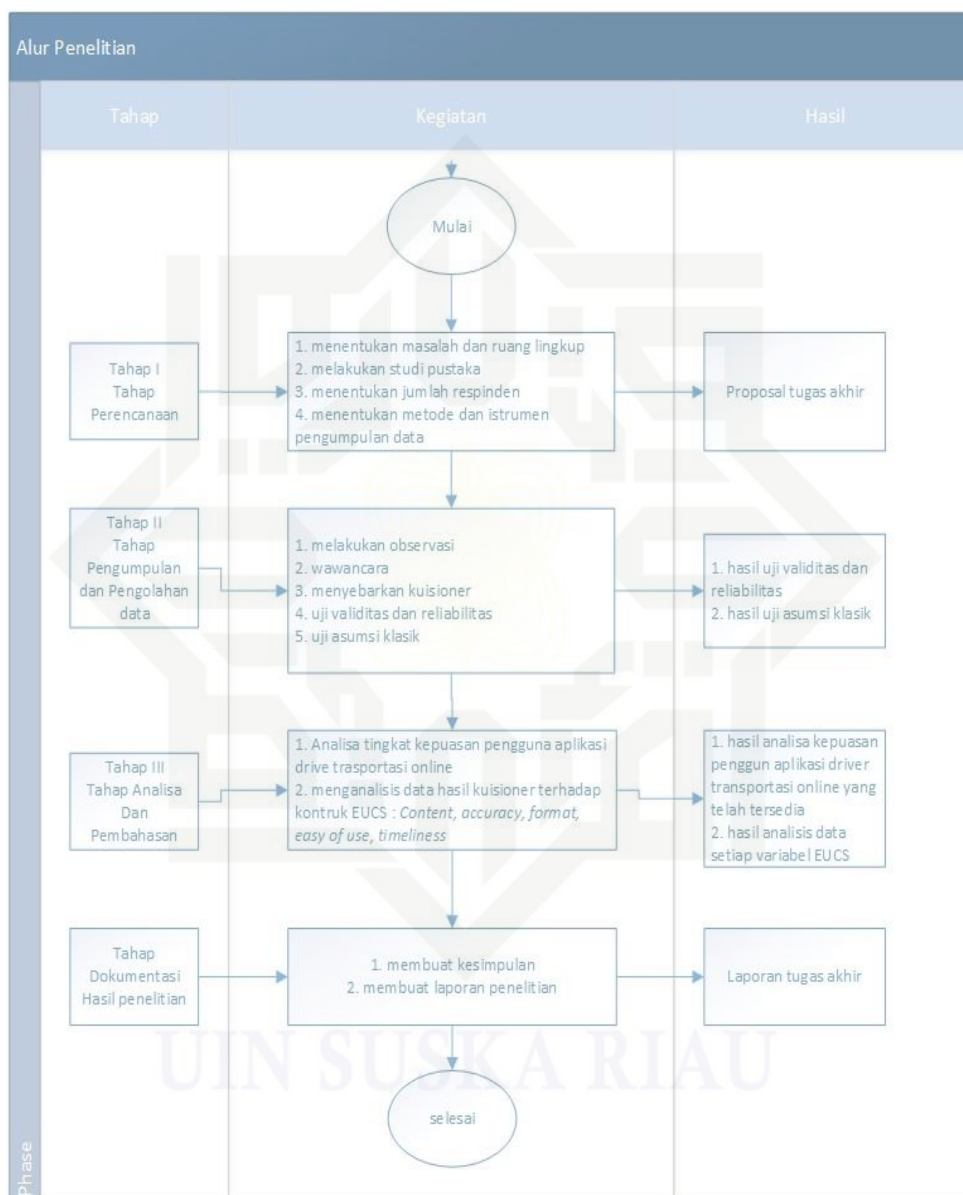 Alur Penelitian
Tahap
Kegiatan
Hasil
Mulai
Tahap I
Tahap
Perencanaan
1. menentukan masalah dan ruang lingkup
2. melakukan studi pustaka
3. menentukan jumlah respinden
4. menentukan metode dan istrumen
pengumpulan data
Proposal tugas akhir
Tahap II
Tahap
Pengumpulan
dan Pengolahan
data
1. melakukan observasi
2. wawancara
3. menyebarkan kuisioner
4. uji validitas dan reliabilitas
5. uji asumsi klasik
1. hasil uji validitas dan
reliabilitas
2. hasil uji asumsi klasik
Tahap III
Tahap Analisa
Dan
Pembahasan
1. Analisa tingkat kepuasan pengguna aplikasi
drive trasportasi online
2. menganalisis data hasil kuisioner terhadap
kontruk EUCS : Content, accuracy, format,
easy of use, timeliness
1. hasil analisa kepuasan
penggun aplikasi driver
transportasi online yang
telah tersedia
2. hasil analisis data
setiap variabel EUCS
Tahap
Dokumentasi
Hasil penelitian
1. membuat kesimpulan
2. membuat laporan penelitian
Laporan tugas akhir
UIN SUSKA RIAU
selesai
Phase